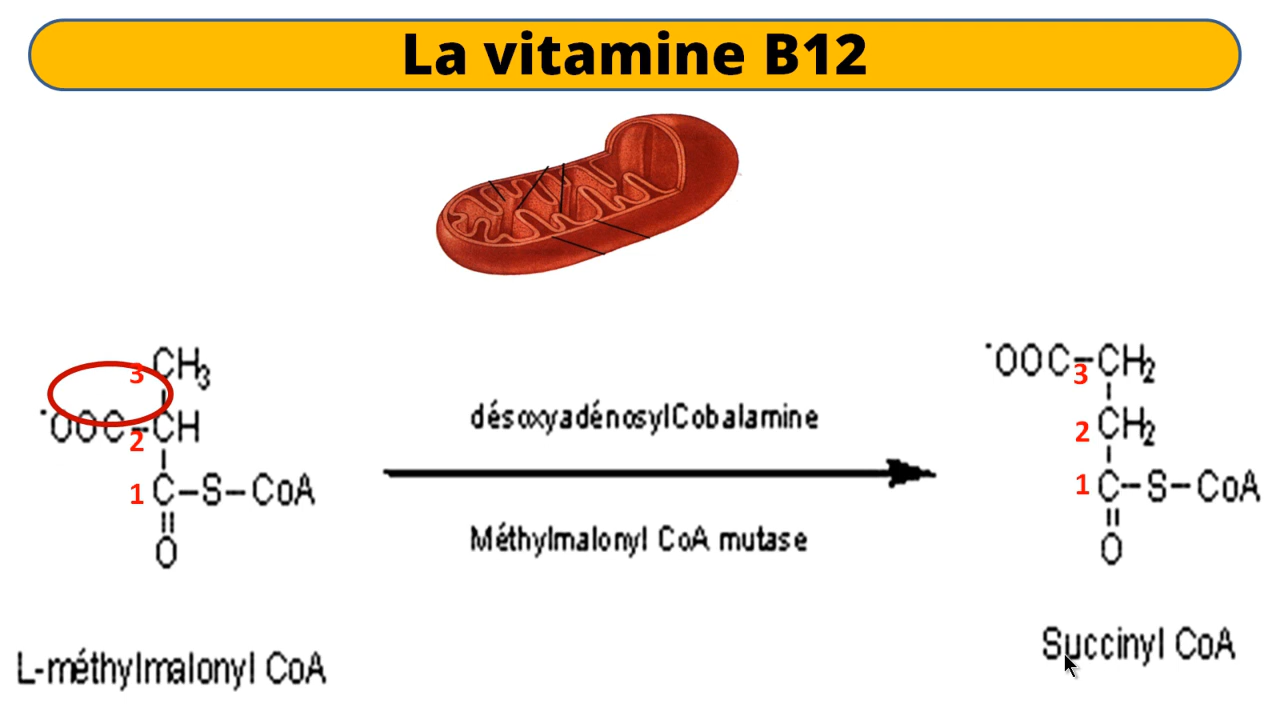 La vitamine B12
3 CH3
-OOC-CH
2
1 C-S-CoA
O
L-méthylmalonyl CoA
désoxyadénosylCobalamine
Méthylmalonyl CoA mutase
-OOC-CH2
3
2 CH2
1 C-S-CoA
O
Succinyl CoA